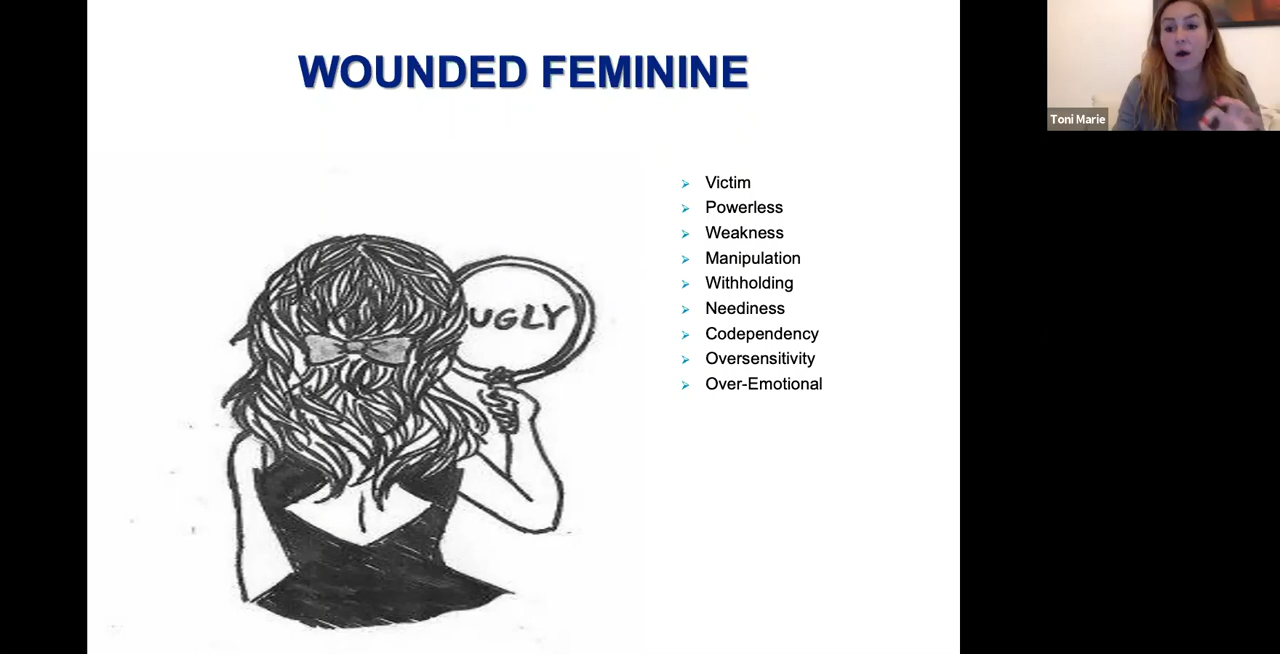 WOUNDED FEMININE
Toni Marie
Victim
Powerless
Weakness
Manipulation
Withholding
Neediness
Codependency
Oversensitivity
Over-Emotional
UGLY